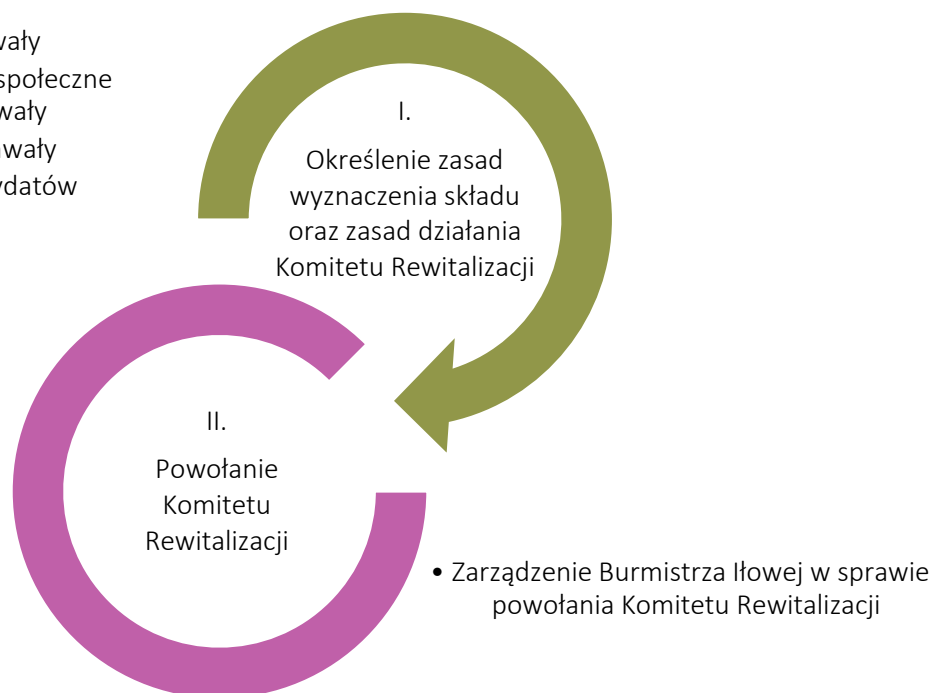 społeczne
I.
Określenie zasad
wyznaczenia składu
oraz zasad działania
Komitetu Rewitalizacji
II.
Powołanie
Komitetu
Rewitalizacji
• Zarządzenie Burmistrza Iłowej w sprawie
powołania Komitetu Rewitalizacji